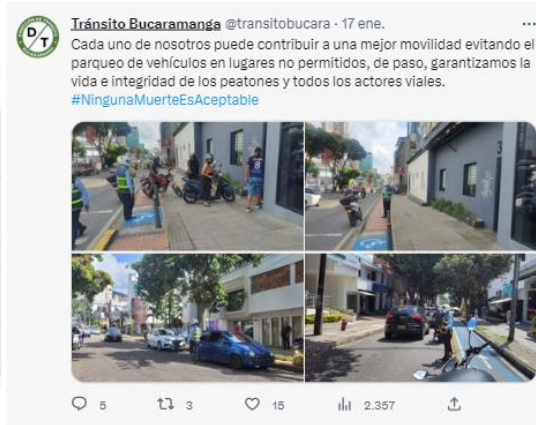 Tránsito Bucaramanga @transitobucara · 17 ene.
Cada uno de nosotros puede contribuir a una mejor movilidad evitando el
parqueo de vehículos en lugares no permitidos, de paso, garantizamos la
vida e integridad de los peatones y todos los actores viales.
#NingunaMuerteEsAceptable
5 3 15 2.357